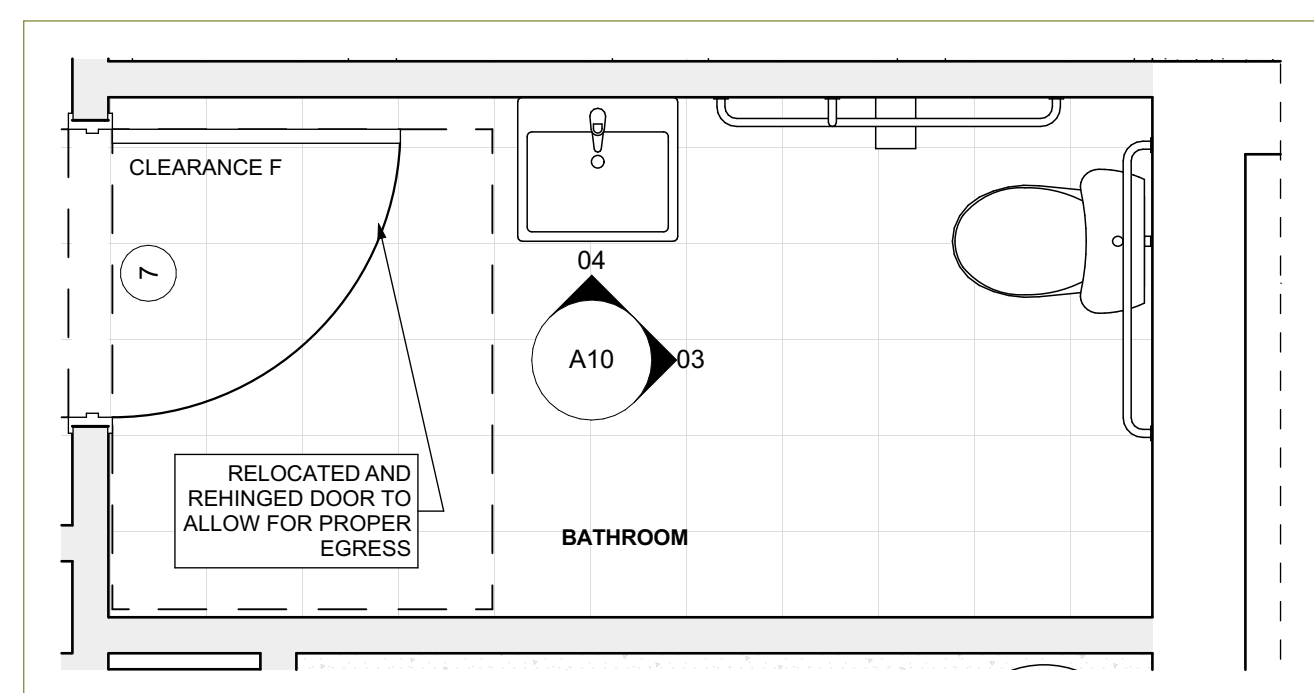 CLEARANCE F
7
04
A10
03
RELOCATED AND
REHINGED DOOR TO
ALLOW FOR PROPER
EGRESS
BATHROOM